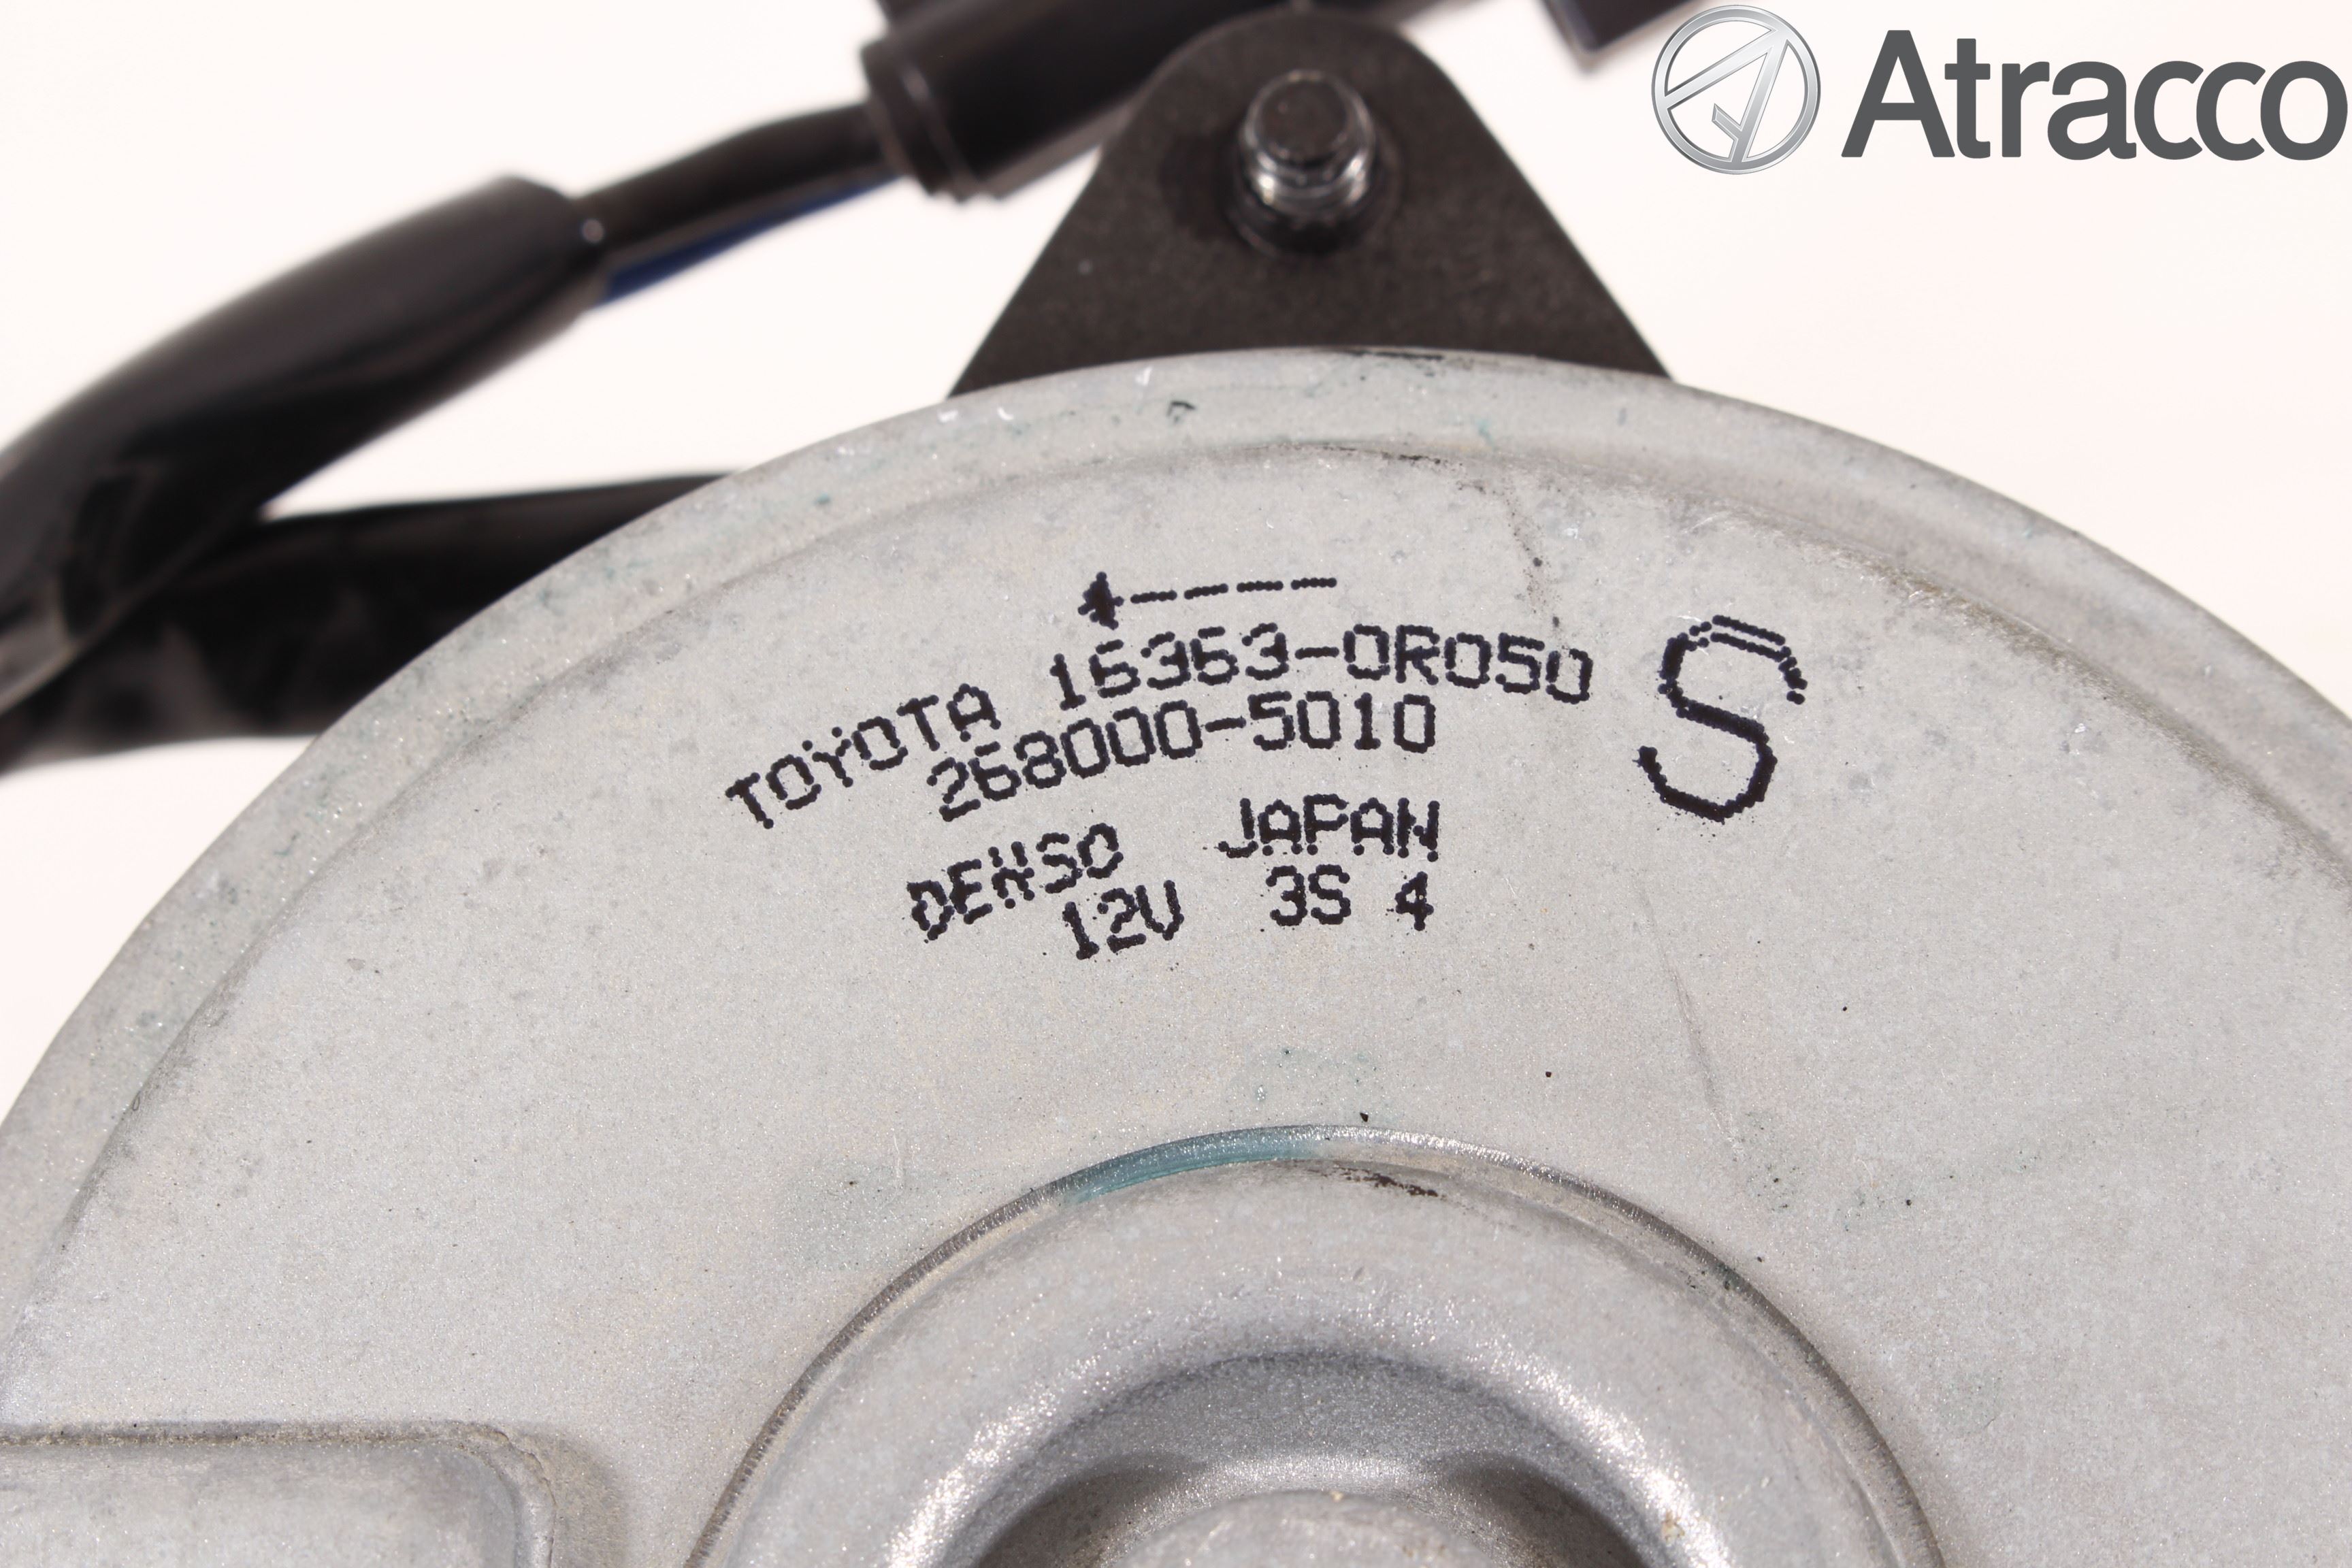 Atracco
TOYOTA 16363-0R050
S
268000-5010
DENSO JAPAN
12V 3S 4